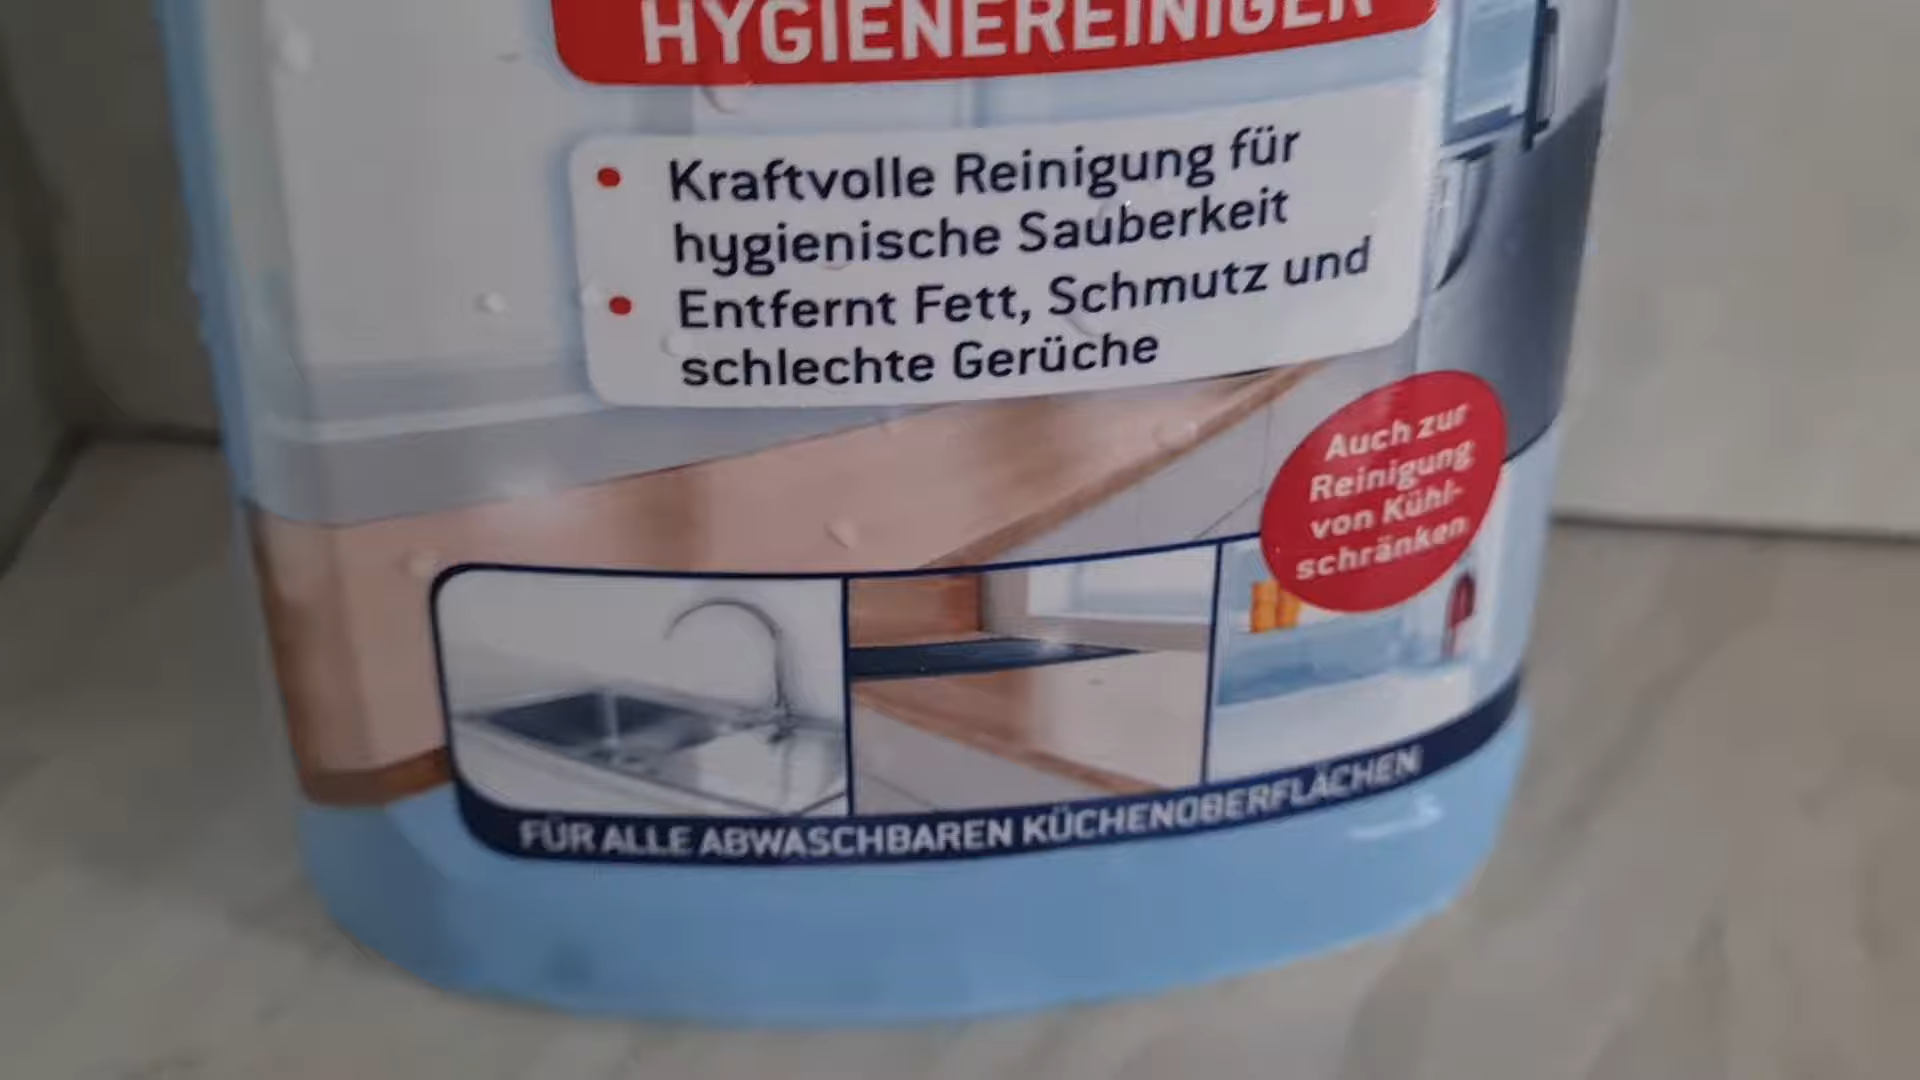 HYGIENEREINIGER
• Kraftvolle Reinigung für
hygienische Sauberkeit
• Entfernt Fett, Schmutz und
schlechte Gerüche
Auch zur
Reinigung
von Kühl-
schränken
FÜR ALLE ABWASCHBAREN KÜCHENOBERFLÄCHEN